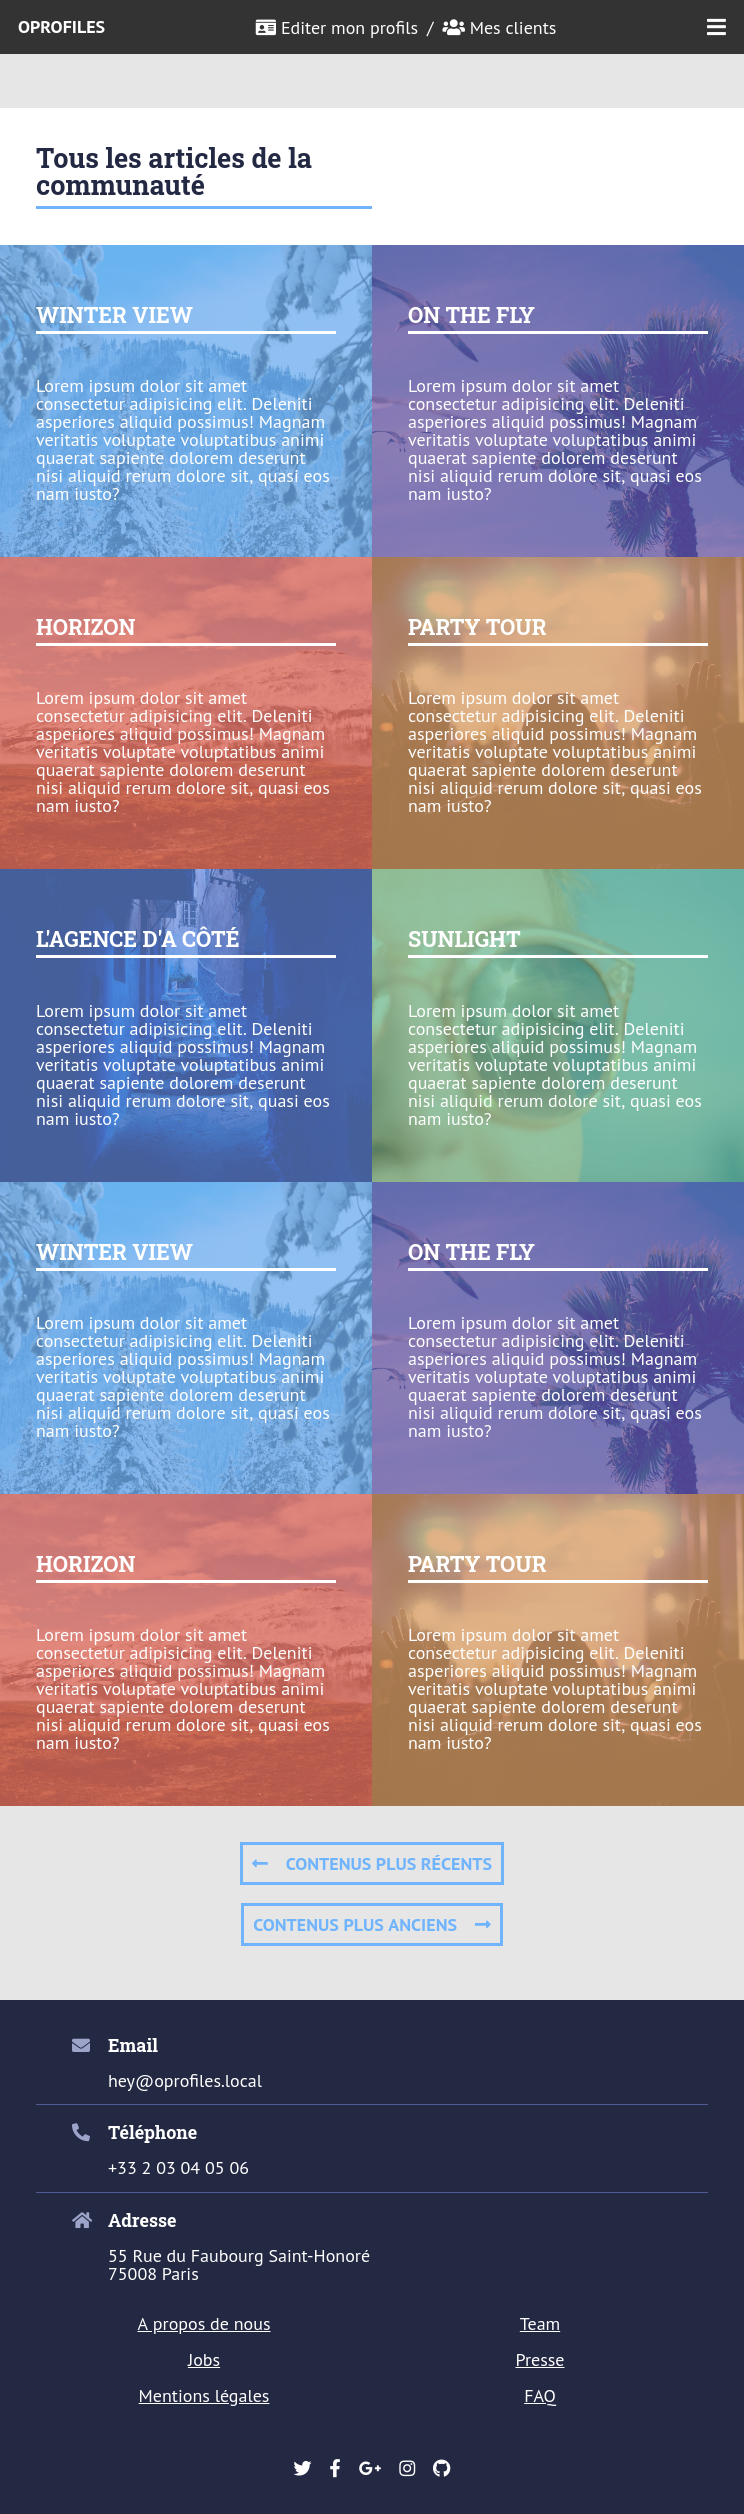 OPROFILES
Editer mon profils / Mes clients
Tous les articles de la
communauté
WINTER VIEW
Lorem ipsum dolor sit amet
consectetur adipisicing elit. Deleniti
asperiores aliquid possimus! Magnam
veritatis voluptate voluptatibus animi
quaerat sapiente dolorem deserunt
nisi aliquid rerum dolore sit, quasi eos
nam iusto?
ON THE FLY
Lorem ipsum dolor sit amet
consectetur adipisicing elit. Deleniti
asperiores aliquid possimus! Magnam
veritatis voluptate voluptatibus animi
quaerat sapiente dolorem deserunt
nisi aliquid rerum dolore sit, quasi eos
nam iusto?
HORIZON
Lorem ipsum dolor sit amet
consectetur adipisicing elit. Deleniti
asperiores aliquid possimus! Magnam
veritatis voluptate voluptatibus animi
quaerat sapiente dolorem deserunt
nisi aliquid rerum dolore sit, quasi eos
nam iusto?
PARTY TOUR
Lorem ipsum dolor sit amet
consectetur adipisicing elit. Deleniti
asperiores aliquid possimus! Magnam
veritatis voluptate voluptatibus animi
quaerat sapiente dolorem deserunt
nisi aliquid rerum dolore sit, quasi eos
nam iusto?
L'AGENCE D'A CÔTÉ
Lorem ipsum dolor sit amet
consectetur adipisicing elit. Deleniti
asperiores aliquid possimus! Magnam
veritatis voluptate voluptatibus animi
quaerat sapiente dolorem deserunt
nisi aliquid rerum dolore sit, quasi eos
nam iusto?
SUNLIGHT
Lorem ipsum dolor sit amet
consectetur adipisicing elit. Deleniti
asperiores aliquid possimus! Magnam
veritatis voluptate voluptatibus animi
quaerat sapiente dolorem deserunt
nisi aliquid rerum dolore sit, quasi eos
nam iusto?
WINTER VIEW
Lorem ipsum dolor sit amet
consectetur adipisicing elit. Deleniti
asperiores aliquid possimus! Magnam
veritatis voluptate voluptatibus animi
quaerat sapiente dolorem deserunt
nisi aliquid rerum dolore sit, quasi eos
nam iusto?
ON THE FLY
Lorem ipsum dolor sit amet
consectetur adipisicing elit. Deleniti
asperiores aliquid possimus! Magnam
veritatis voluptate voluptatibus animi
quaerat sapiente dolorem deserunt
nisi aliquid rerum dolore sit, quasi eos
nam iusto?
HORIZON
Lorem ipsum dolor sit amet
consectetur adipisicing elit. Deleniti
asperiores aliquid possimus! Magnam
veritatis voluptate voluptatibus animi
quaerat sapiente dolorem deserunt
nisi aliquid rerum dolore sit, quasi eos
nam iusto?
PARTY TOUR
Lorem ipsum dolor sit amet
consectetur adipisicing elit. Deleniti
asperiores aliquid possimus! Magnam
veritatis voluptate voluptatibus animi
quaerat sapiente dolorem deserunt
nisi aliquid rerum dolore sit, quasi eos
nam iusto?
← CONTENUS PLUS RÉCENTS
CONTENUS PLUS ANCIENS →
Email
hey@oprofiles.local
Téléphone
+33 2 03 04 05 06
Adresse
55 Rue du Faubourg Saint-Honoré
75008 Paris
A propos de nous
Team
Jobs
Presse
Mentions légales
FAQ